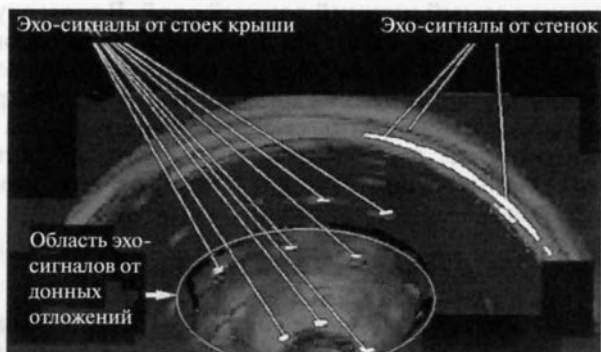 Эхо-сигналы от стоек крыши
Эхо-сигналы от стенок
Область эхо-
сигналов от
донных
отложений